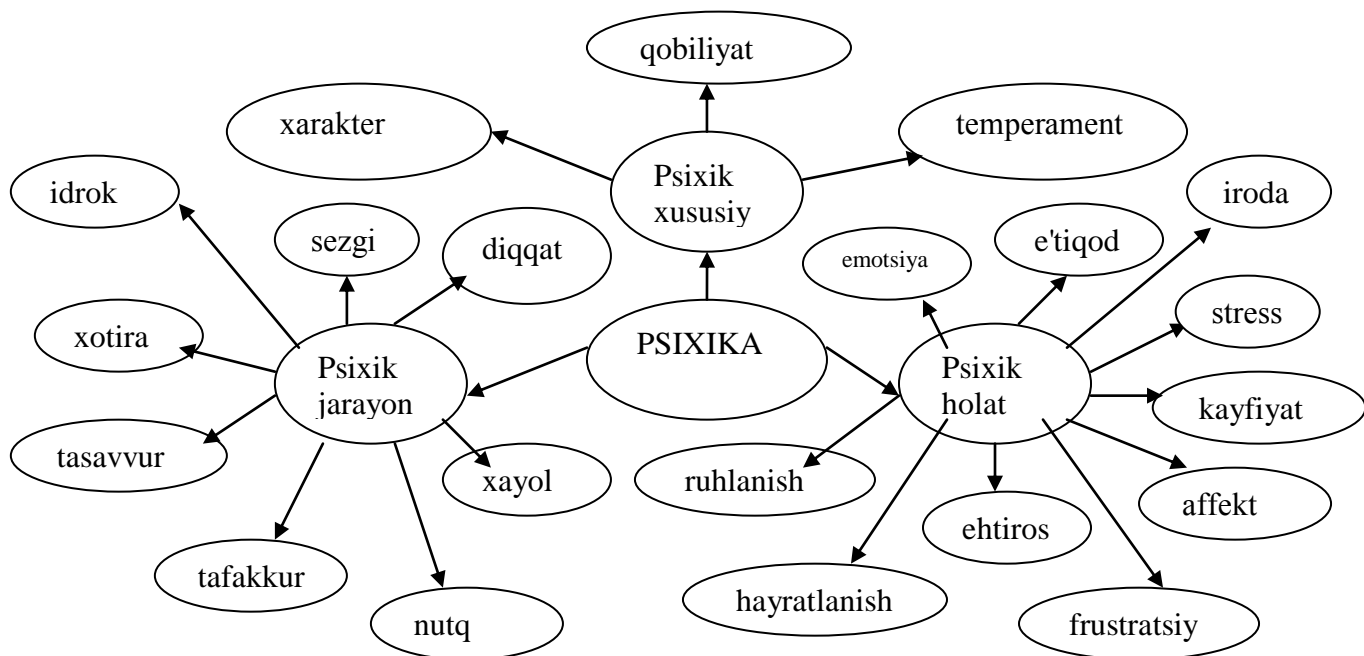 qobiliyat
xarakter
temperament
Psixik
xususiy
idrok
iroda
sezgi
diqqat
emotsiya
e'tiqod
xotira
PSIXIKA
stress
Psixik
jarayon
Psixik
holat
kayfiyat
tasavvur
xayol
ruhlanish
affekt
ehtiros
tafakkur
hayratlanish
nutq
frustratsiy